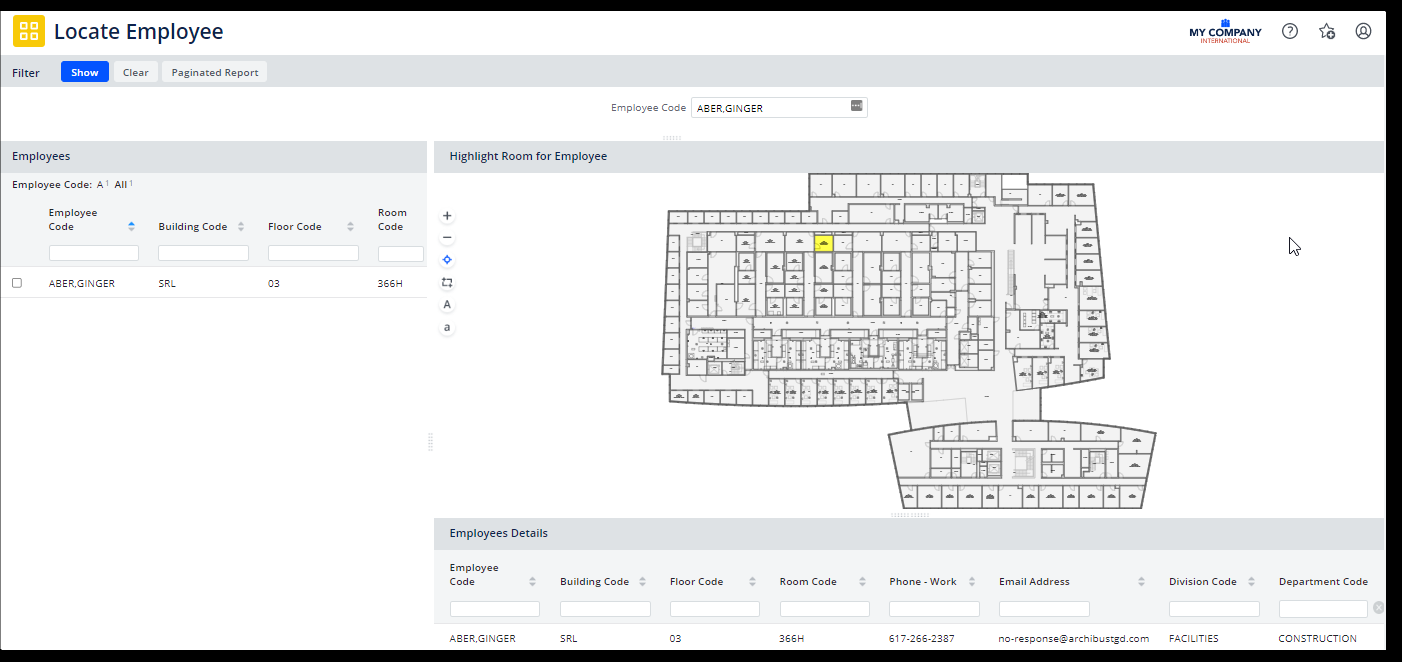 Locate Employee
MY COMPANY
INTERNATIONAL
Filter
Show
Clear
Paginated Report
Employee Code
ABER,GINGER
Employees
Employee Code: A 1 All 1
Employee Code
Building Code
Floor Code
Room Code
ABER,GINGER SRL 03 366H
Highlight Room for Employee
+
−
A
a
Employees Details
Employee Code
Building Code
Floor Code
Room Code
Phone - Work
Email Address
Division Code
Department Code
ABER,GINGER SRL 03 366H 617-266-2387 no-response@archibustgd.com FACILITIES CONSTRUCTION